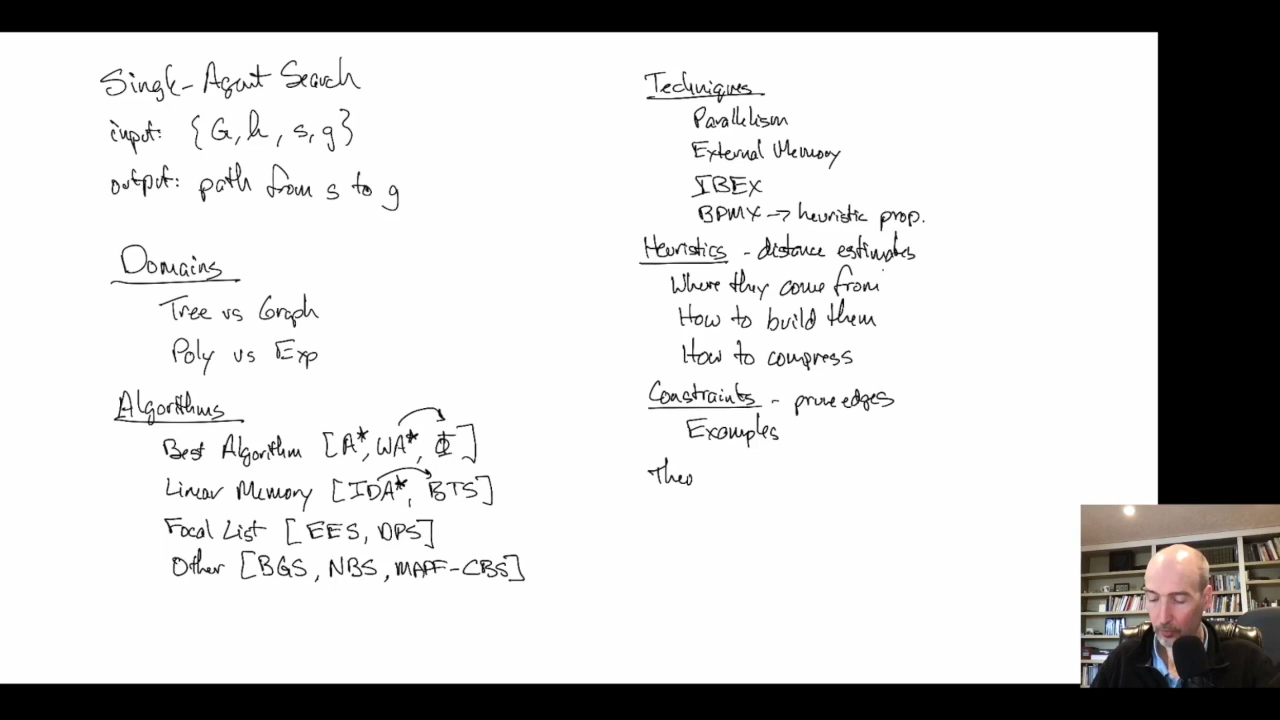 Single-Agent Search
input: {G, h, s, g}
output: path from s to g
Domains
Tree vs Graph
Poly vs Exp
Algorithms
Best Algorithm [A*, WA*, Φ]
Linear Memory [IDA*, BTS]
Focal List [EES, DPS]
Other [BGS, NBS, MAPF-CBS]
Techniques
Parallelism
External Memory
IBEX
BPMX → heuristic prop.
Heuristics - distance estimates
Where they come from
How to build them
How to compress
Constraints - prune edges
Examples
Theo